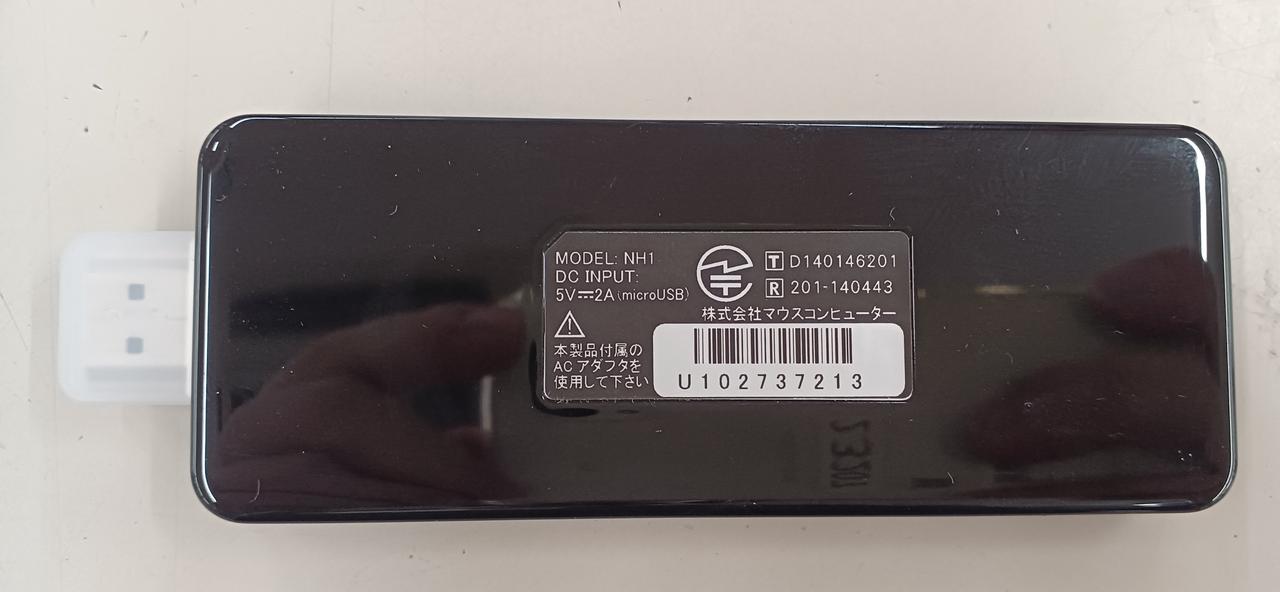 MODEL: NH1
DC INPUT:
5V⎓2A(microUSB)
T D140146201
R 201-140443
株式会社マウスコンピューター
本製品付属の
ACアダプタを
使用して下さい
U102737213